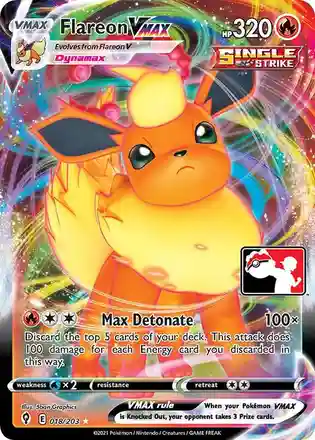 VMAX
FlareonVMAX
HP320
Evolves from Flareon V
Dynamax
SINGLE STRIKE
Max Detonate 100×
Discard the top 5 cards of your deck. This attack does
100 damage for each Energy card you discarded in
this way.
weakness ×2 resistance retreat
Illus. 5ban Graphics
E 018/203
VMAX rule
When your Pokémon VMAX
is Knocked Out, your opponent takes 3 Prize cards.
©2021 Pokémon / Nintendo / Creatures / GAME FREAK